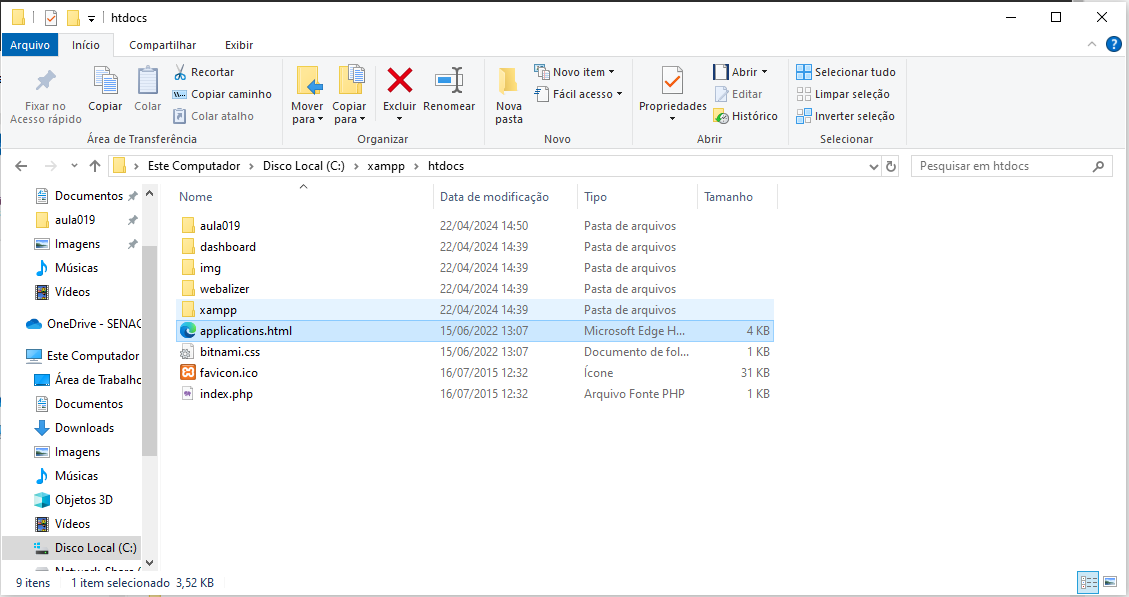 htdocs
Arquivo Início Compartilhar Exibir
Fixar no Acesso rápido
Copiar
Colar
Recortar
Copiar caminho
Colar atalho
Área de Transferência
Mover para
Copiar para
Excluir
Renomear
Organizar
Nova pasta
Novo item
Fácil acesso
Novo
Propriedades
Abrir
Editar
Histórico
Abrir
Selecionar tudo
Limpar seleção
Inverter seleção
Selecionar
Este Computador > Disco Local (C:) > xampp > htdocs
Pesquisar em htdocs
Documentos
aula019
Imagens
Músicas
Vídeos
OneDrive - SENAC
Este Computador
Área de Trabalho
Documentos
Downloads
Imagens
Músicas
Objetos 3D
Vídeos
Disco Local (C:)
Nome Data de modificação Tipo Tamanho
aula019 22/04/2024 14:50 Pasta de arquivos
dashboard 22/04/2024 14:39 Pasta de arquivos
img 22/04/2024 14:39 Pasta de arquivos
webalizer 22/04/2024 14:39 Pasta de arquivos
xampp 22/04/2024 14:39 Pasta de arquivos
applications.html 15/06/2022 13:07 Microsoft Edge H... 4 KB
bitnami.css 15/06/2022 13:07 Documento de fol... 1 KB
favicon.ico 16/07/2015 12:32 Ícone 31 KB
index.php 16/07/2015 12:32 Arquivo Fonte PHP 1 KB
9 itens 1 item selecionado 3,52 KB